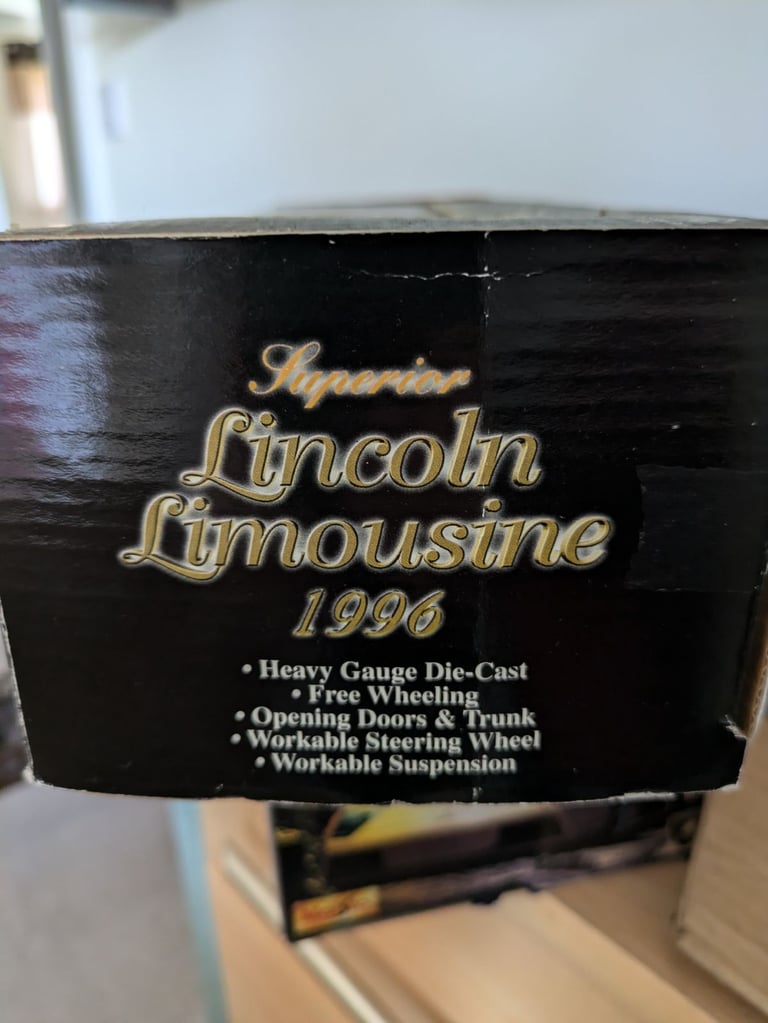 Superior
Lincoln
Limousine
1996
• Heavy Gauge Die-Cast
• Free Wheeling
• Opening Doors & Trunk
• Workable Steering Wheel
• Workable Suspension